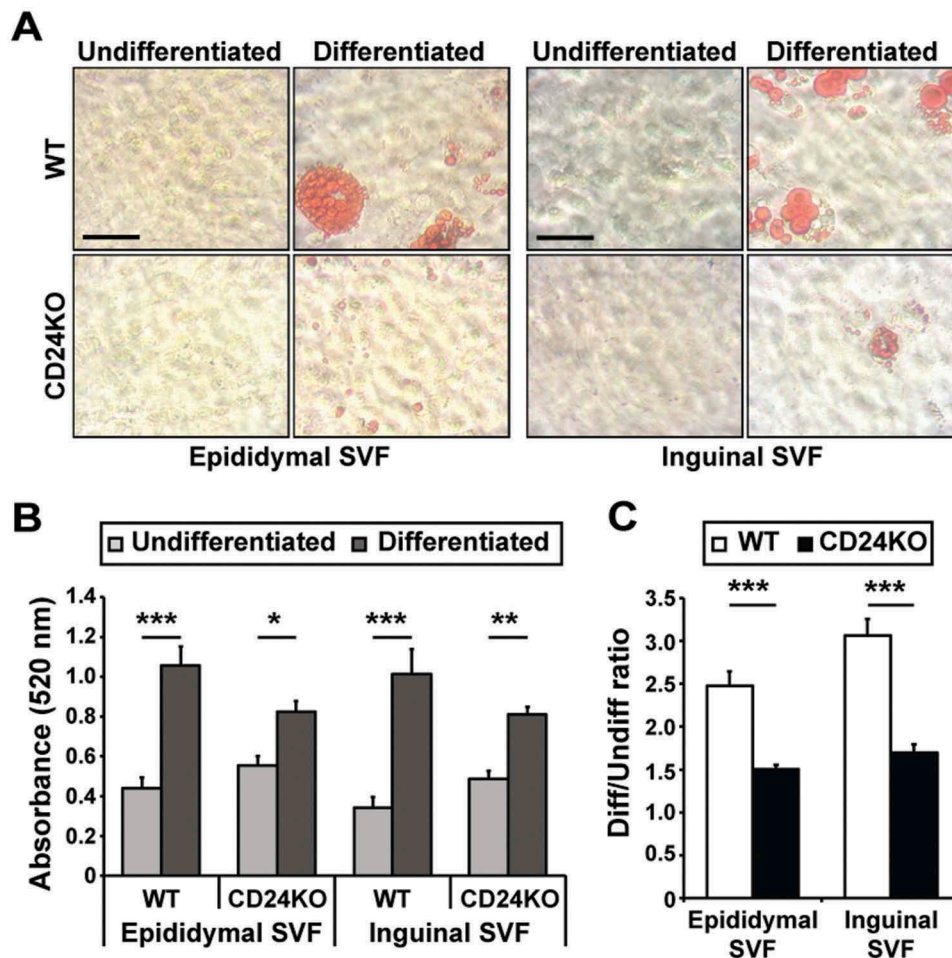 A
Undifferentiated Differentiated Undifferentiated Differentiated
WT
CD24KO
Epididymal SVF Inguinal SVF
B
Undifferentiated Differentiated
Absorbance (520 nm)
1.4
1.2
1.0
0.8
0.6
0.4
0.2
0
*** * *** **
WT CD24KO WT CD24KO
Epididymal SVF Inguinal SVF
C
WT CD24KO
Diff/Undiff ratio
3.5
3.0
2.5
2.0
1.5
1.0
0.5
0
*** ***
Epididymal Inguinal
SVF SVF